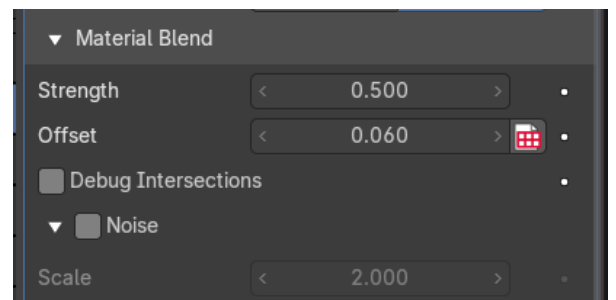 Material Blend
Strength 0.500
Offset 0.060
Debug Intersections
Noise
Scale 2.000